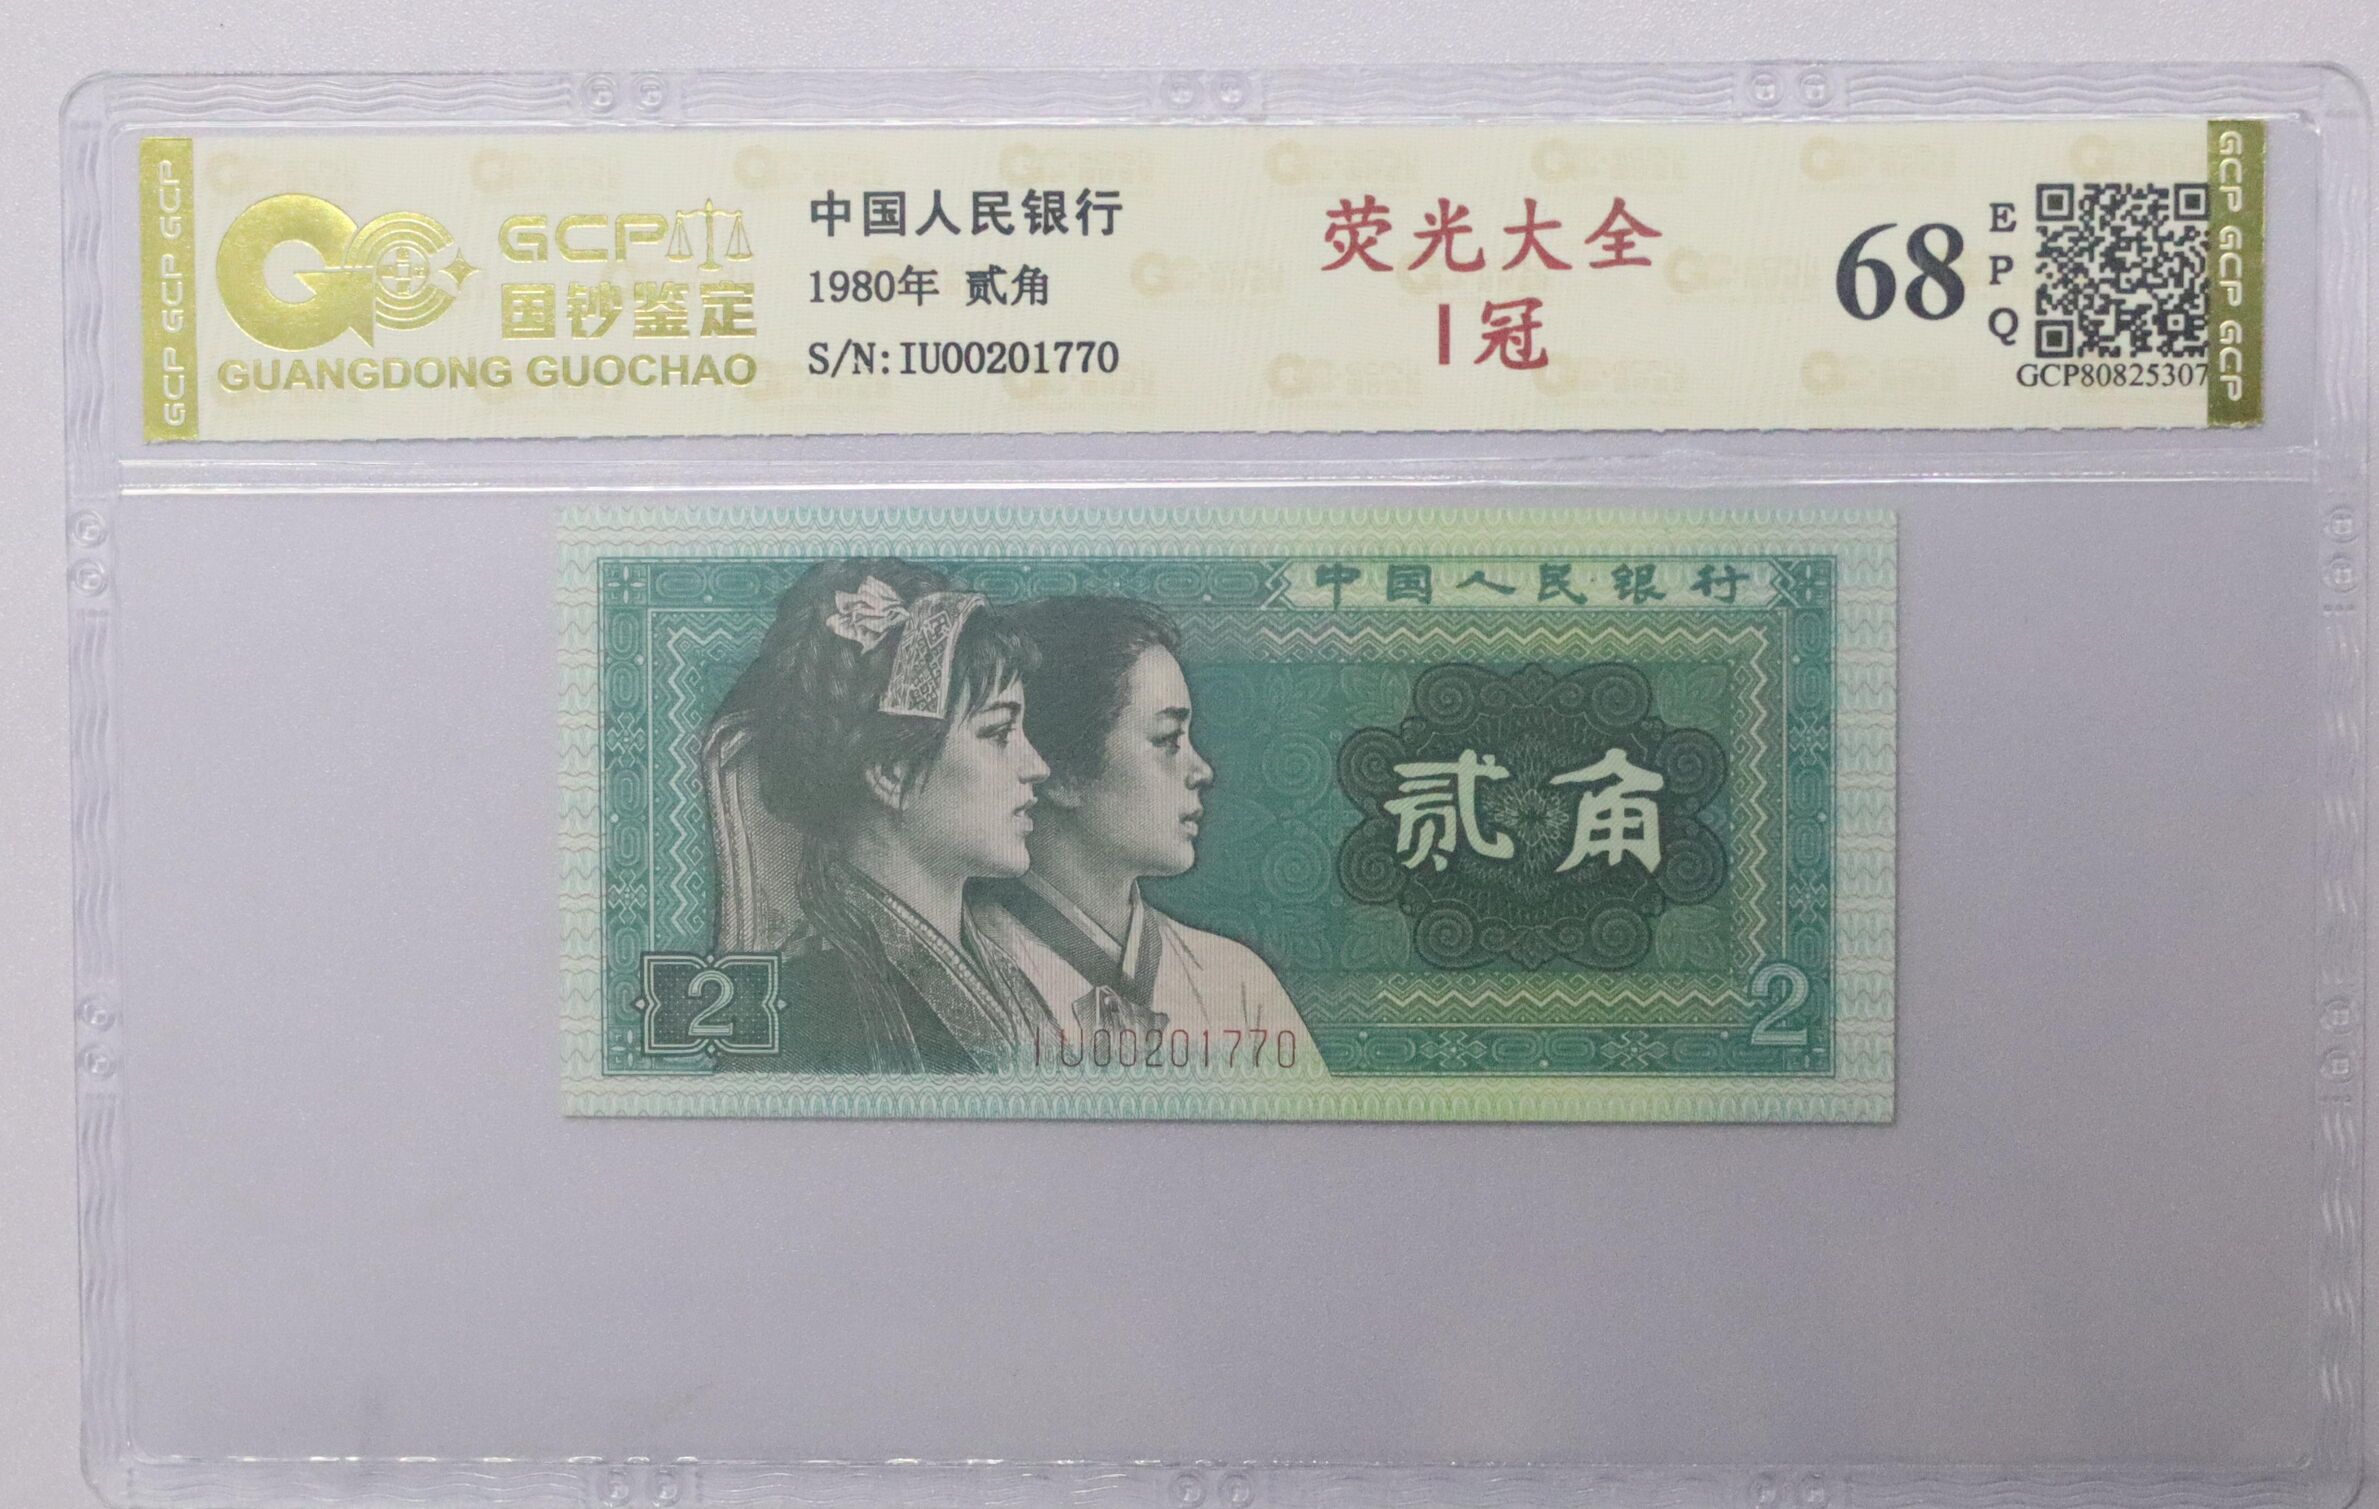 GCP GCP GCP
GCP
国钞鉴定
GUANGDONG GUOCHAO
中国人民银行
1980年 贰角
S/N:IU00201770
荧光大全
I冠
68
E
P
Q
GCP80825307
GCP GCP GCP
中国人民银行
贰角
2
2
IU00201770